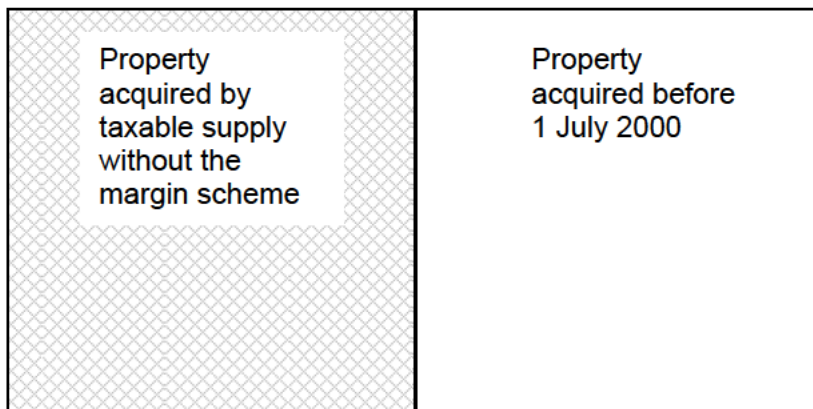 Property
acquired by
taxable supply
without the
margin scheme
Property
acquired before
1 July 2000